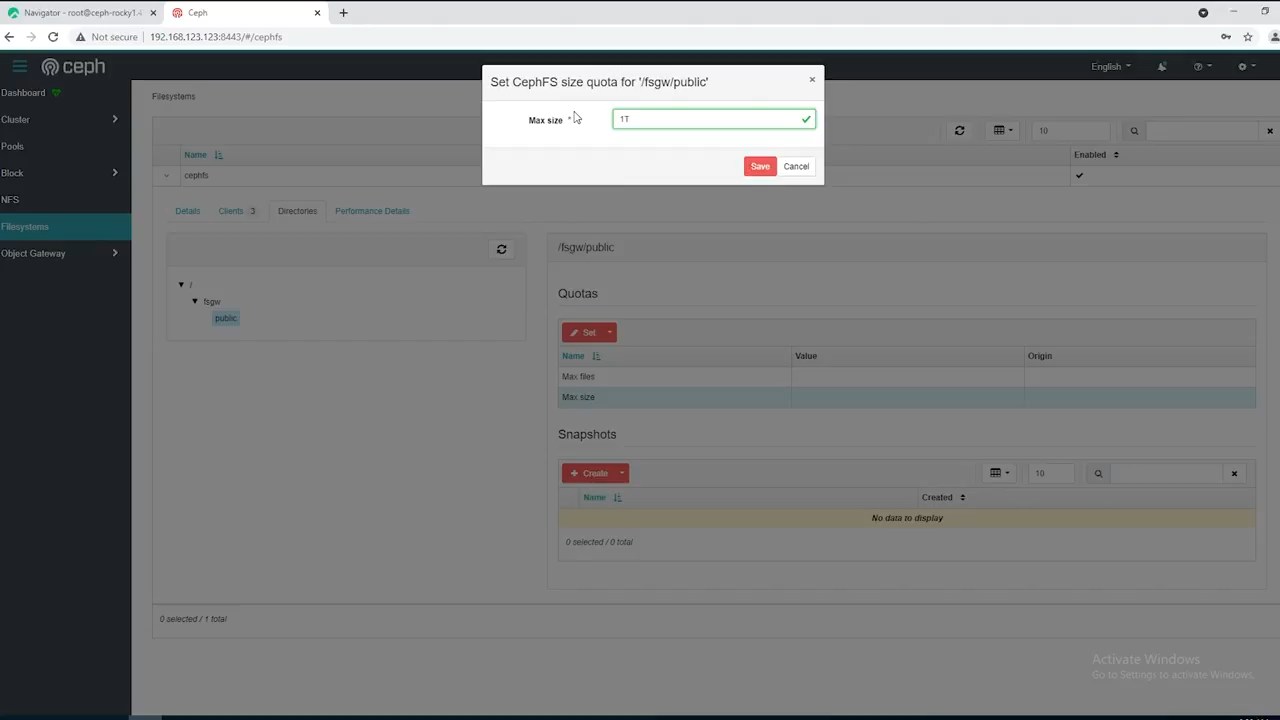 Navigator - root@ceph-rocky1.4
Ceph
Not secure
192.168.123.123:8443/#/cephfs
ceph
English
Dashboard
Cluster
Pools
Block
NFS
Filesystems
Object Gateway
Filesystems
Set CephFS size quota for '/fsgw/public'
Max size *
1T
Save
Cancel
10
Name
Enabled
cephfs
Details
Clients 3
Directories
Performance Details
/
fsgw
public
/fsgw/public
Quotas
Set
Name
Value
Origin
Max files
Max size
Snapshots
Create
10
Name
Created
No data to display
0 selected / 0 total
0 selected / 1 total
Activate Windows
Go to Settings to activate Windows.